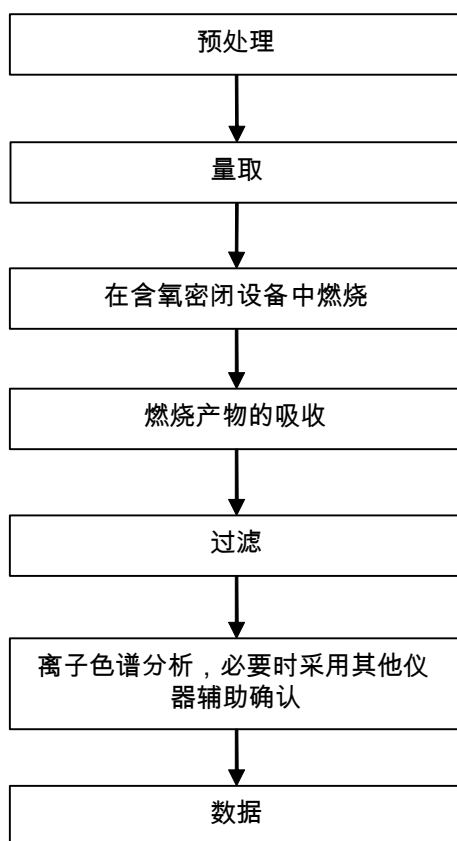 预处理
量取
在含氧密闭设备中燃烧
燃烧产物的吸收
过滤
离子色谱分析，必要时采用其他仪
器辅助确认
数据